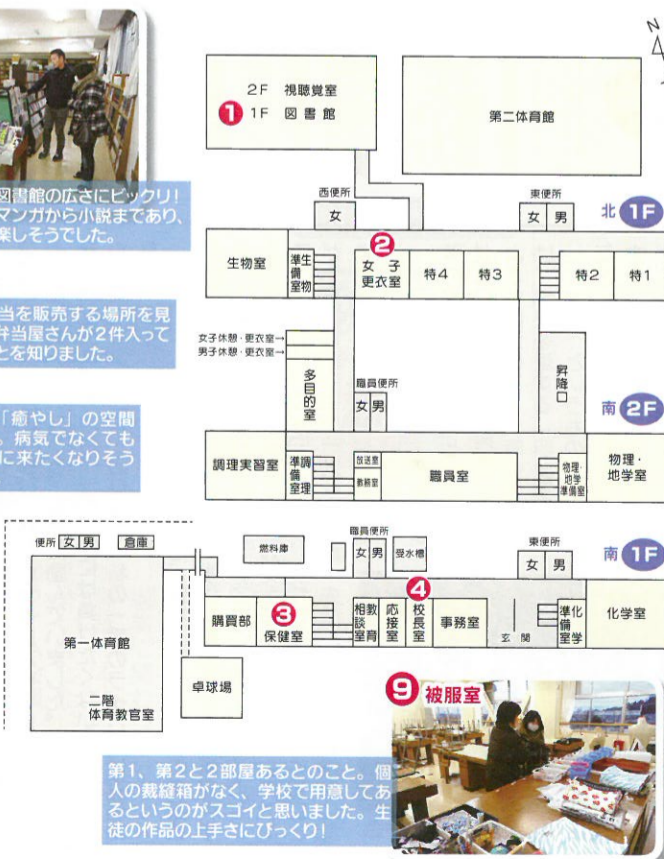 N
2F 視聴覚室
❶ 1F 図書館
第二体育館
図書館の広さにビックリ！
マンガから小説まであり、
楽しそうでした。
西便所
女
東便所
女 男
北 1F
生物室
生物準備室
❷
女子
更衣室
特4
特3
特2
特1
当を販売する場所を見
弁当屋さんが2件入って
とを知りました。
女子休憩・更衣室→
男子休憩・更衣室→
多目的室
職員便所
女 男
昇降口
南 2F
「癒やし」の空間
。病気でなくても
に来たくなりそう
調理実習室
調理準備室
放送室
教務室
職員室
物理・地学準備室
物理・
地学室
便所 女 男
倉庫
燃料庫
職員便所
女 男
受水槽
東便所
女 男
南 1F
第一体育館
二階
体育教官室
購買部
❸
保健室
教育相談室
応接室
❹
校長室
事務室
玄関
化学準備室
化学室
卓球場
❾ 被服室
第1、第2と2部屋あるとのこと。個
人の裁縫箱がなく、学校で用意してあ
るというのがスゴイと思いました。生
徒の作品の上手さにびっくり！